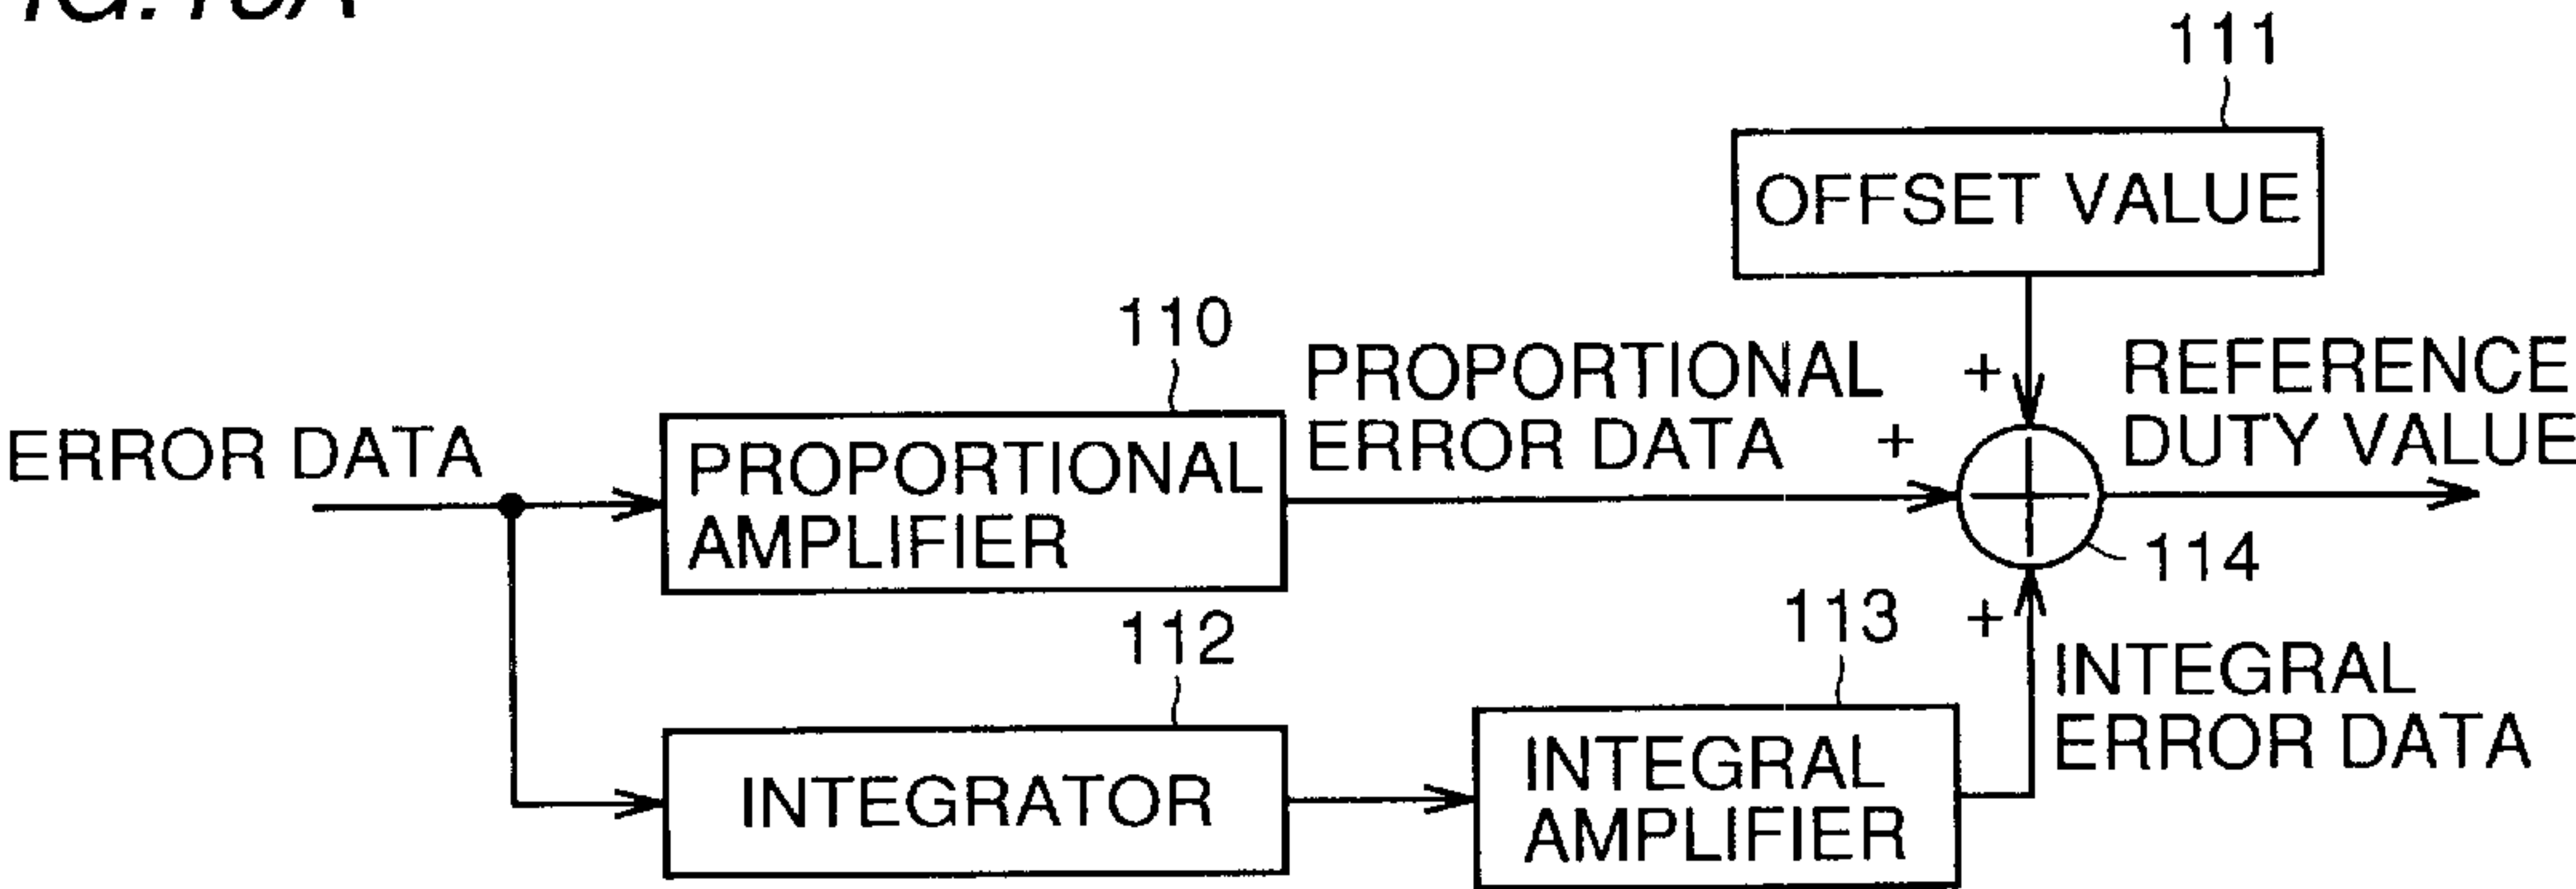 111
OFFSET VALUE
110
PROPORTIONAL
ERROR DATA
+
+
REFERENCE
DUTY VALUE
ERROR DATA
PROPORTIONAL
AMPLIFIER
114
112
113
+
INTEGRAL
ERROR DATA
INTEGRATOR
INTEGRAL
AMPLIFIER